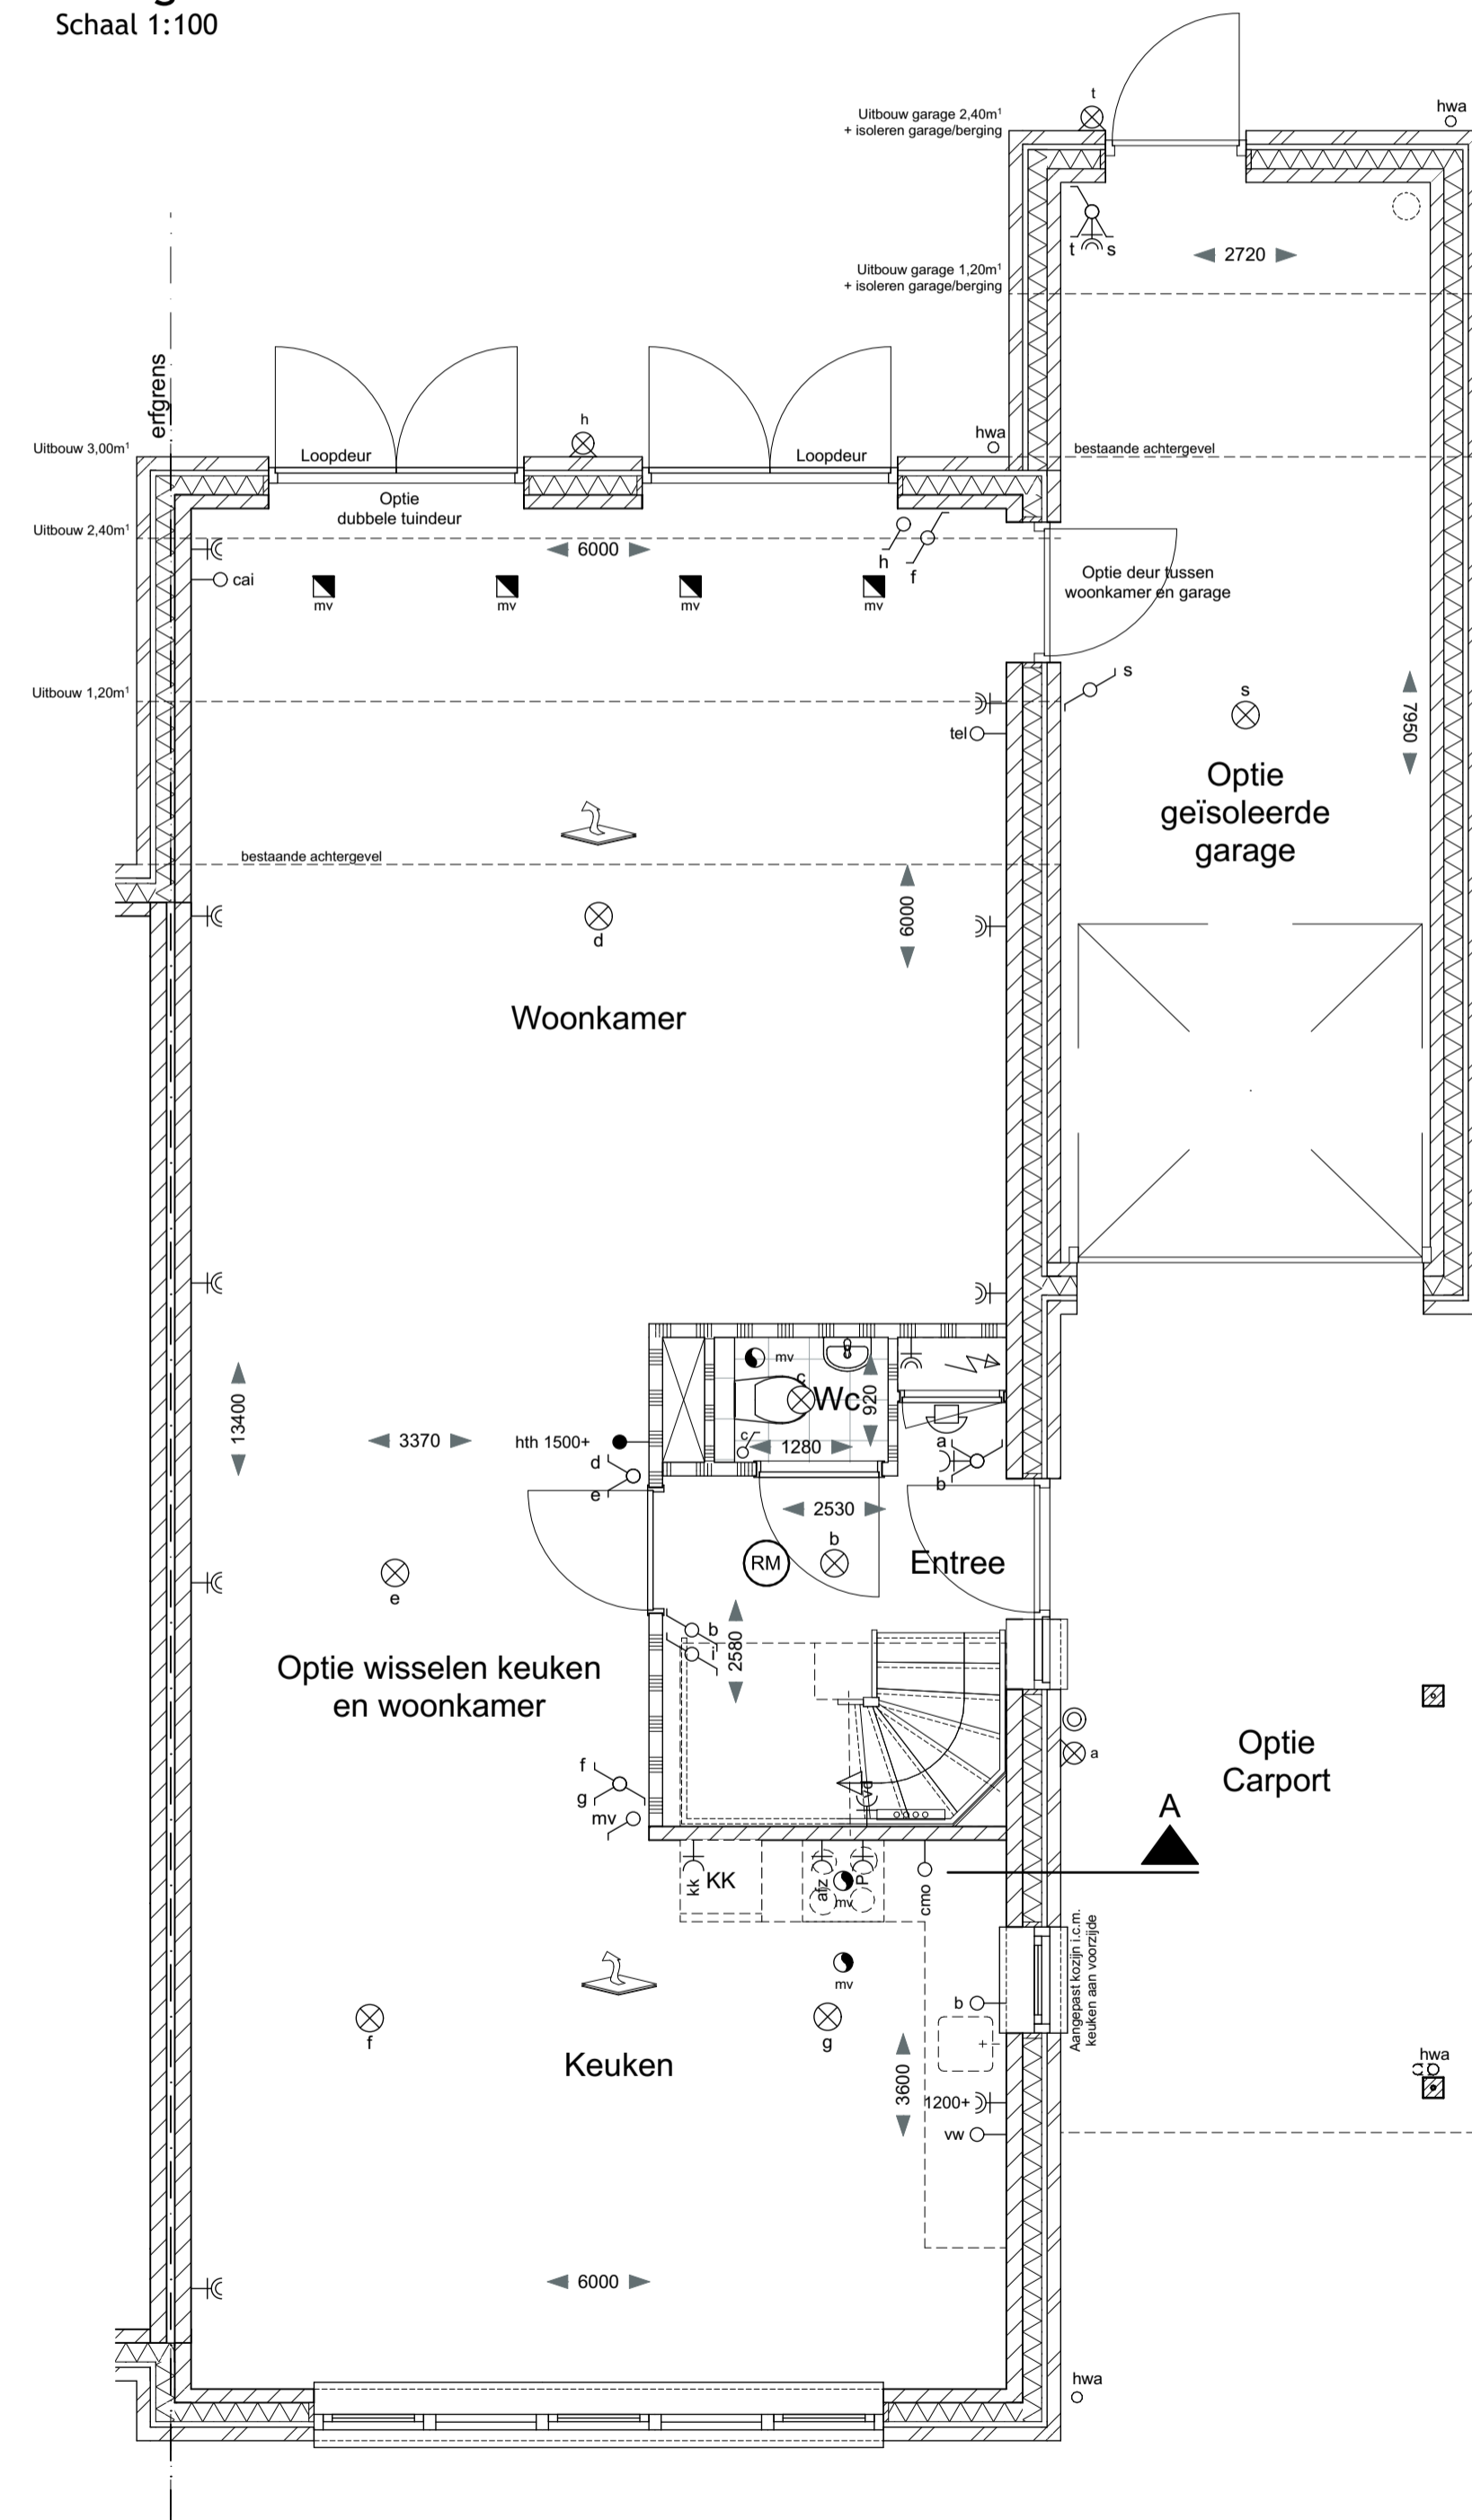 Schaal 1:100
t
hwa
Uitbouw garage 2,40m¹
+ isoleren garage/berging
t s
2720
Uitbouw garage 1,20m¹
+ isoleren garage/berging
erfgrens
h
hwa
Uitbouw 3,00m¹
Loopdeur
Loopdeur
bestaande achtergevel
Optie
dubbele tuindeur
Uitbouw 2,40m¹
6000
h
f
cai
Optie deur tussen
woonkamer en garage
mv
mv
mv
mv
Uitbouw 1,20m¹
s
s
tel
7950
Optie
geïsoleerde
garage
bestaande achtergevel
d
6000
Woonkamer
mv
c
Wc
920
13400
3370
hth 1500+
c
1280
a
b
d
e
2530
b
RM
Entree
e
b
i
2580
Optie wisselen keuken
en woonkamer
a
Optie
Carport
f
g
mv
A
kk
KK
afz
P
mv
cmo
mv
b
Aangepast kozijn i.c.m.
keuken aan voorzijde
f
g
Keuken
3600
hwa
1200+
vw
6000
hwa